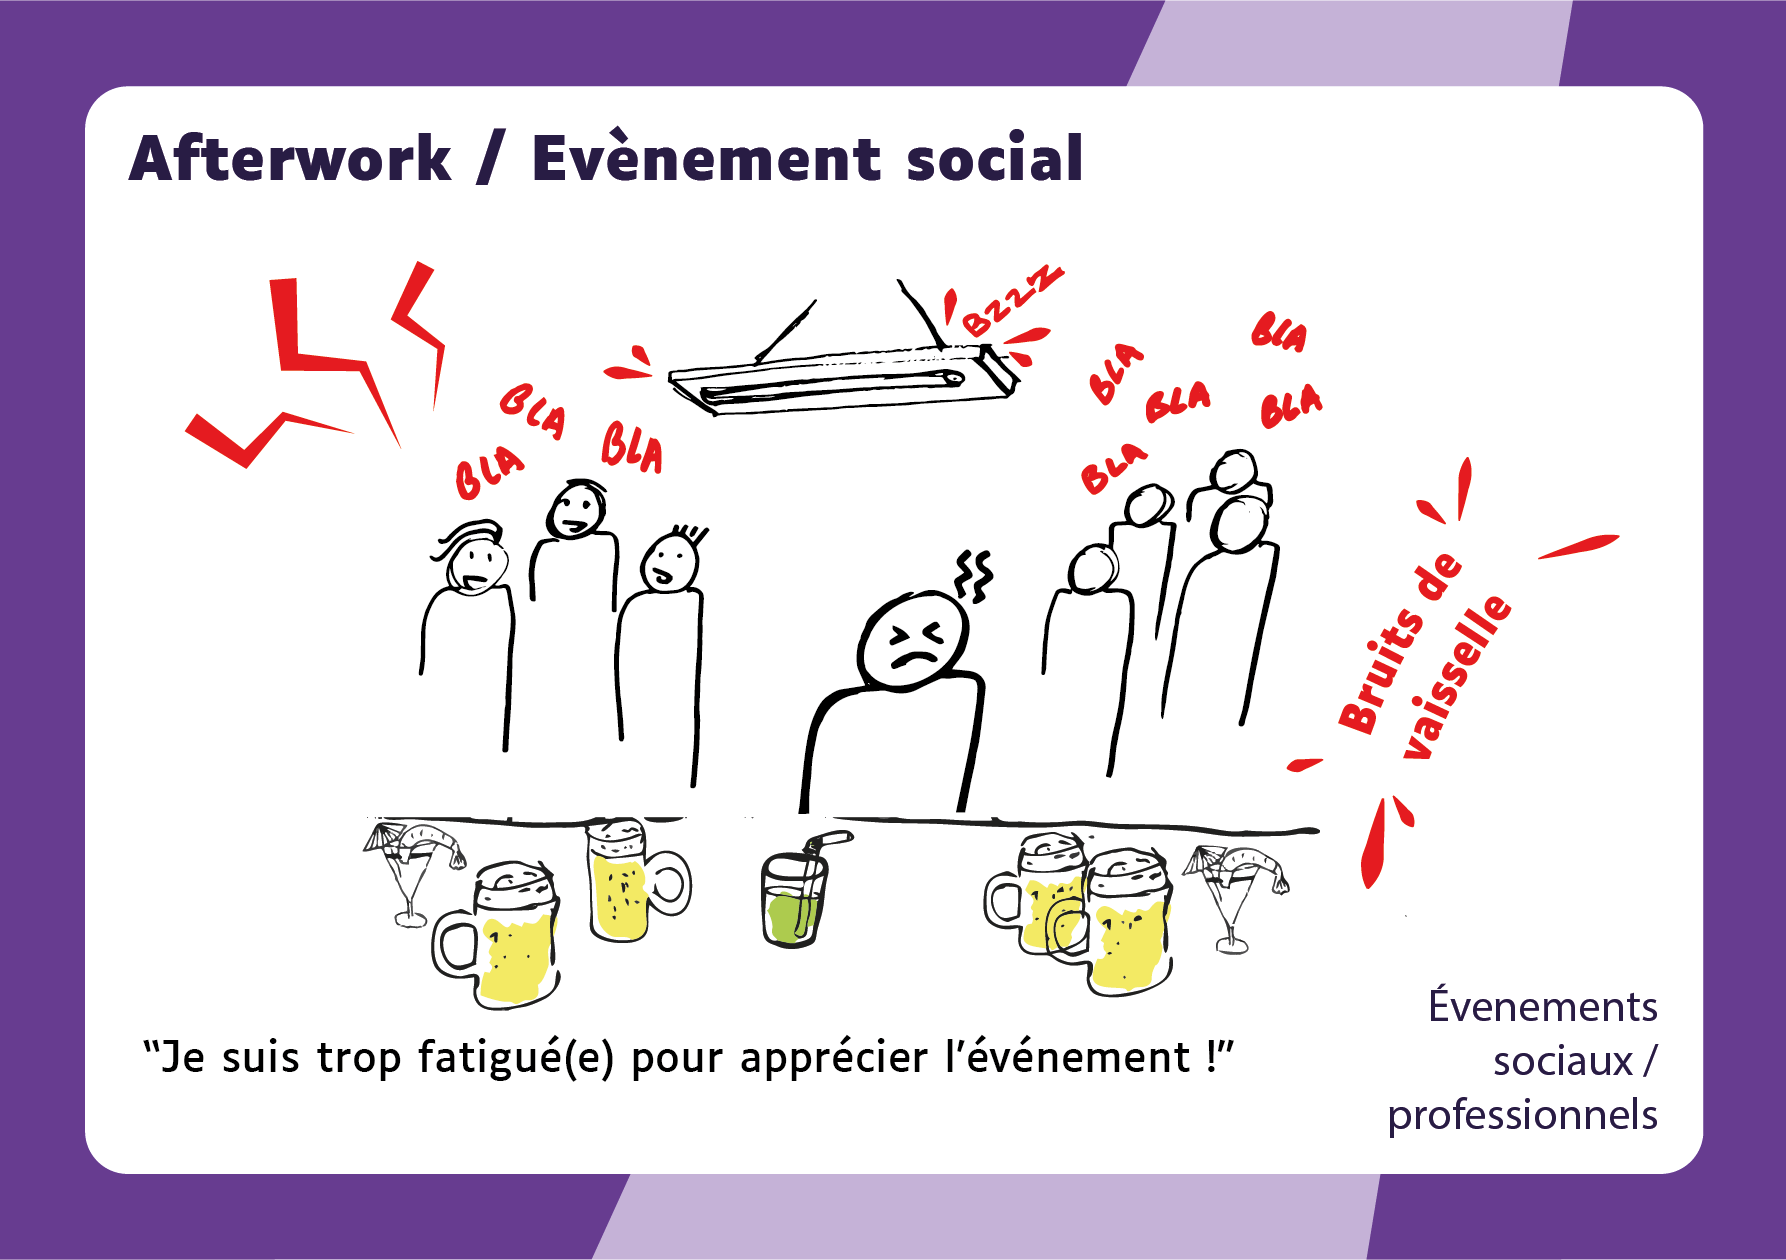 Afterwork / Evènement social
BZZZ
BLA
BLA
BLA
BLA
BLA
BLA
BLA
BLA
Bruits de
vaisselle
“Je suis trop fatigué(e) pour apprécier l’événement !”
Évenements
sociaux /
professionnels